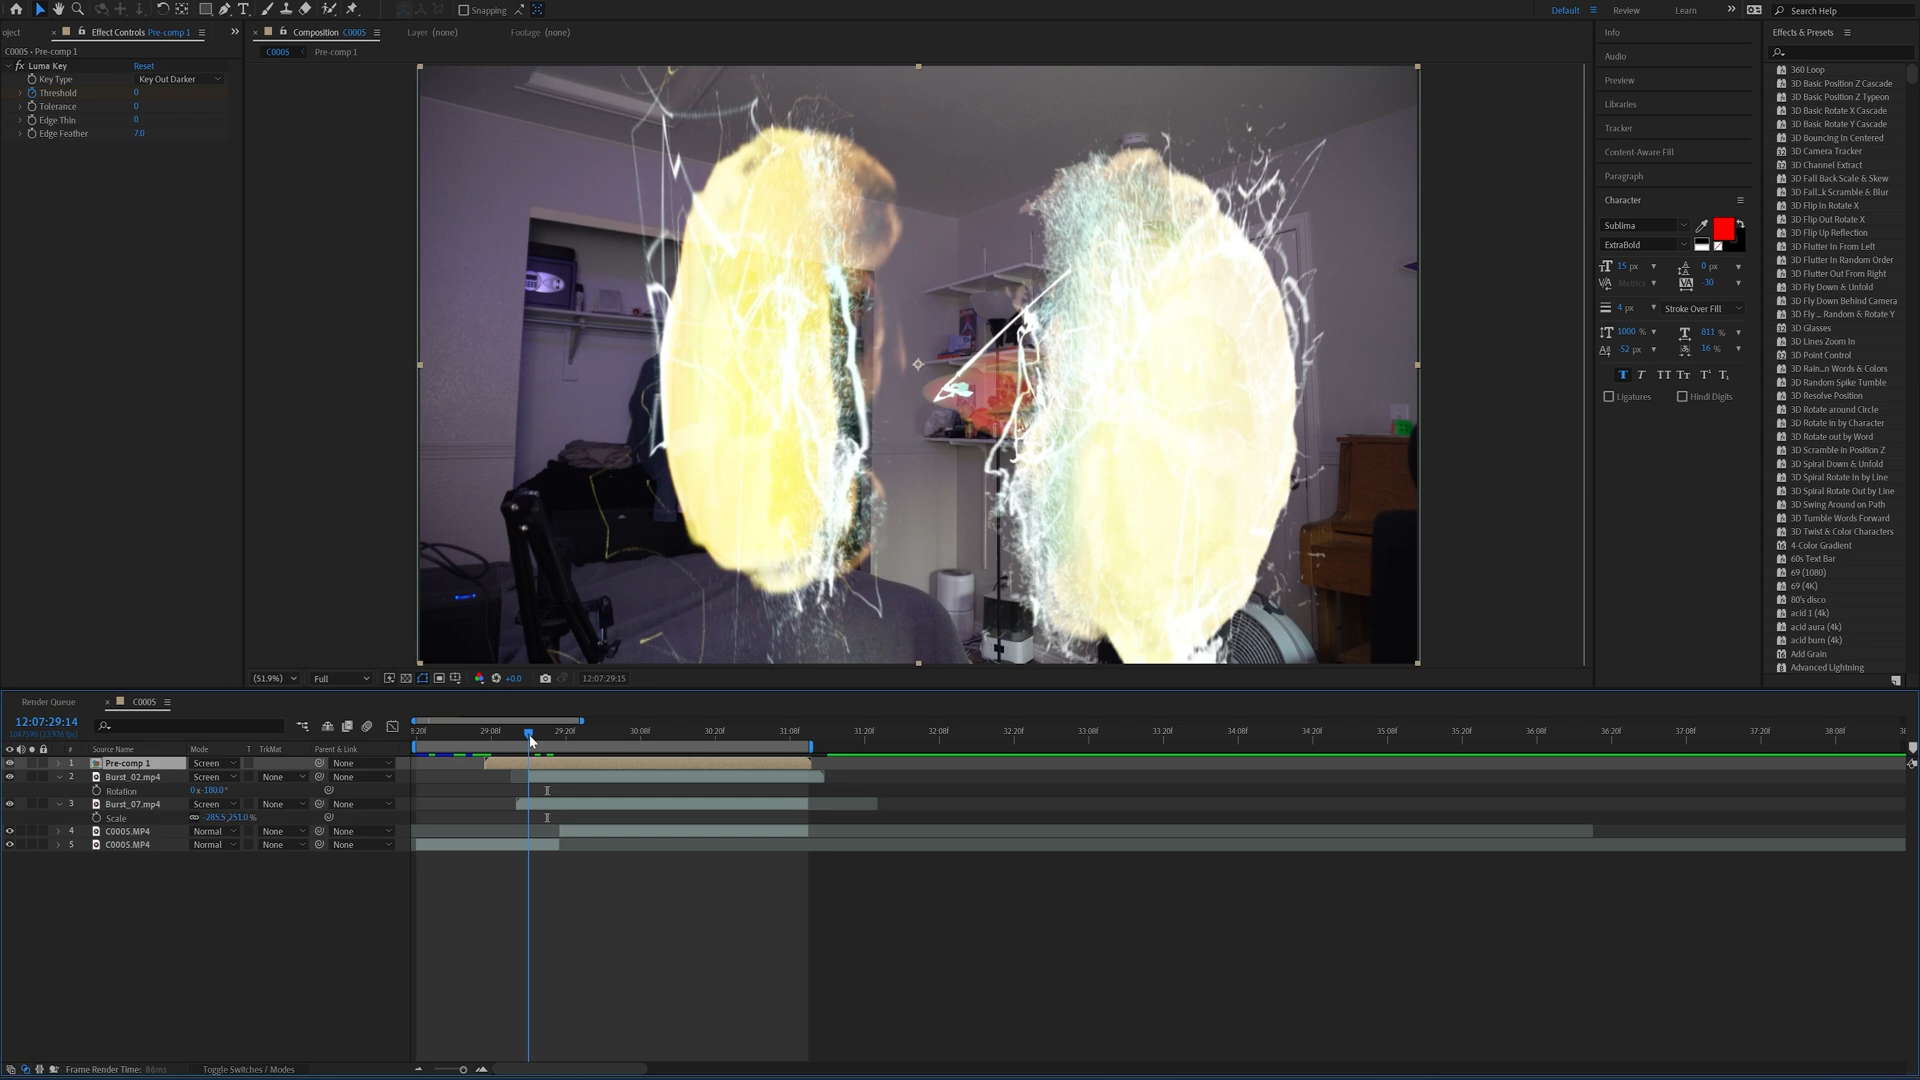 Snapping
Default
Review
Learn
Search Help
oject
Effect Controls Pre-comp 1
Composition C0005
Layer (none)
Footage (none)
Info
Effects & Presets
C0005 • Pre-comp 1
C0005
Pre-comp 1
fx Luma Key Reset
Key Type Key Out Darker
Threshold 0
Tolerance 0
Edge Thin 0
Edge Feather 7.0
Audio
Preview
Libraries
Tracker
Content-Aware Fill
Paragraph
Character
Sublima
ExtraBold
15 px
0 px
Metrics
-30
4 px
Stroke Over Fill
1000 %
811 %
-52 px
16 %
Ligatures
Hindi Digits
360 Loop
3D Basic Position Z Cascade
3D Basic Position Z Typeon
3D Basic Rotate X Cascade
3D Basic Rotate Y Cascade
3D Bouncing In Centered
3D Camera Tracker
3D Channel Extract
3D Fall Back Scale & Skew
3D Fall...k Scramble & Blur
3D Flip In Rotate X
3D Flip Out Rotate X
3D Flip Up Reflection
3D Flutter In From Left
3D Flutter In Random Order
3D Flutter Out From Right
3D Fly Down & Unfold
3D Fly Down Behind Camera
3D Fly ... Random & Rotate Y
3D Glasses
3D Lines Zoom In
3D Point Control
3D Rain...n Words & Colors
3D Random Spike Tumble
3D Resolve Position
3D Rotate around Circle
3D Rotate in by Character
3D Rotate out by Word
3D Scramble in Position Z
3D Spiral Down & Unfold
3D Spiral Rotate In by Line
3D Spiral Rotate Out by Line
3D Swing Around on Path
3D Tumble Words Forward
3D Twist & Color Characters
4-Color Gradient
60s Text Bar
69 (1080)
69 (4K)
80's disco
acid 1 (4k)
acid aura (4k)
acid burn (4k)
Add Grain
Advanced Lightning
(51.9%)
Full
+0.0
12:07:29:15
Render Queue
C0005
12:07:29:14
1047590 (23.976 fps)
8:20f 29:08f 29:20f 30:08f 30:20f 31:08f 31:20f 32:08f 32:20f 33:08f 33:20f 34:08f 34:20f 35:08f 35:20f 36:08f 36:20f 37:08f 37:20f 38:08f 38:
# Source Name Mode T TrkMat Parent & Link
1 Pre-comp 1 Screen None
2 Burst_02.mp4 Screen None None
Rotation 0x-180.0°
3 Burst_07.mp4 Screen None None
Scale -285.5,251.0%
4 C0005.MP4 Normal None None
5 C0005.MP4 Normal None None
Frame Render Time: 86ms
Toggle Switches / Modes